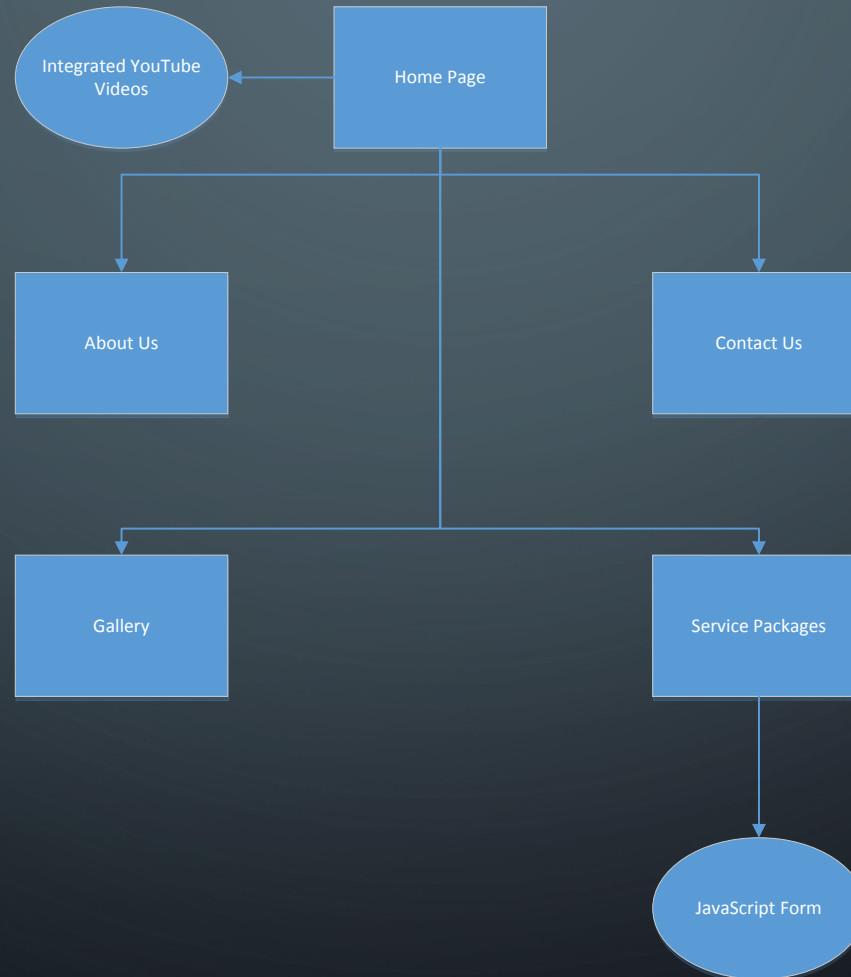 Integrated YouTube
Videos
Home Page
About Us
Contact Us
Gallery
Service Packages
JavaScript Form